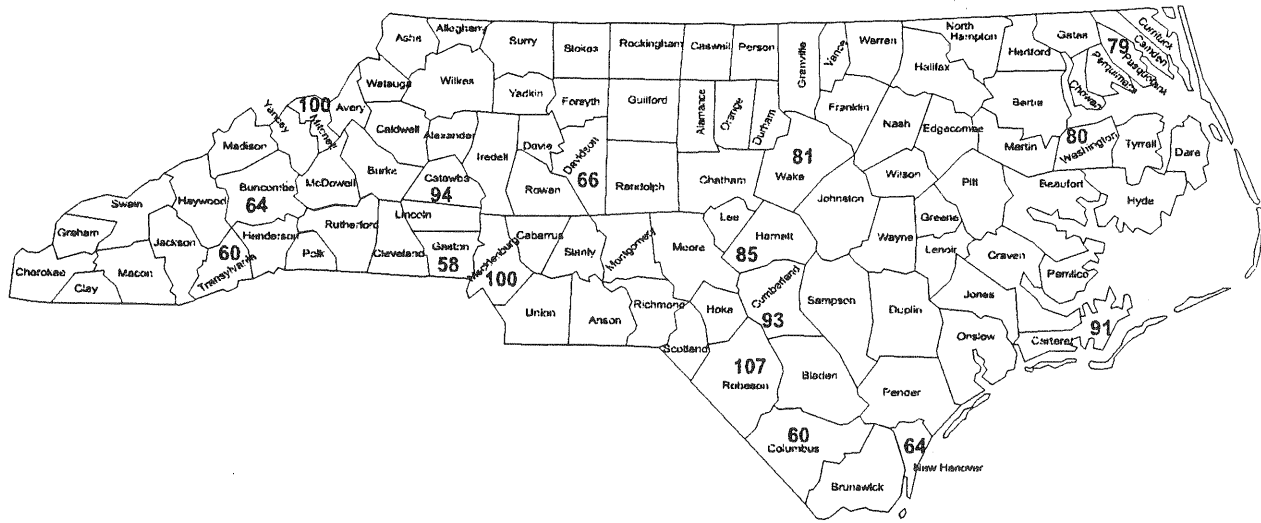 Ashe
Alleghany
Surry
Stokes
Rockingham
Caswell
Person
Granville
Vance
Warren
North
Hampton
Gates
Hertford
Halifax
Currituck
Camden
79
Pasquotank
Perquimans
Chowan
Watauga
Wilkes
Yadkin
Forsyth
Guilford
Alamance
Orange
Durham
Franklin
Nash
Edgecombe
Bertie
Martin
80
Washington
Tyrrell
Dare
Yancey
100
Mitchell
Avery
Caldwell
Alexander
Iredell
Davie
Davidson
66
Randolph
Chatham
81
Wake
Wilson
Pitt
Beaufort
Hyde
Madison
Buncombe
64
McDowell
Burke
Catawba
94
Rowan
Johnston
Greene
Swain
Haywood
Graham
Jackson
60
Transylvania
Henderson
Polk
Rutherford
Cleveland
Lincoln
Gaston
58
Mecklenburg
100
Cabarrus
Stanly
Montgomery
Moore
Lee
Harnett
85
Wayne
Lenoir
Craven
Pamlico
Cherokee
Clay
Macon
Union
Anson
Richmond
Hoke
Scotland
Cumberland
93
Sampson
Duplin
Jones
Onslow
Carteret
91
107
Robeson
Bladen
Pender
60
Columbus
64
New Hanover
Brunswick